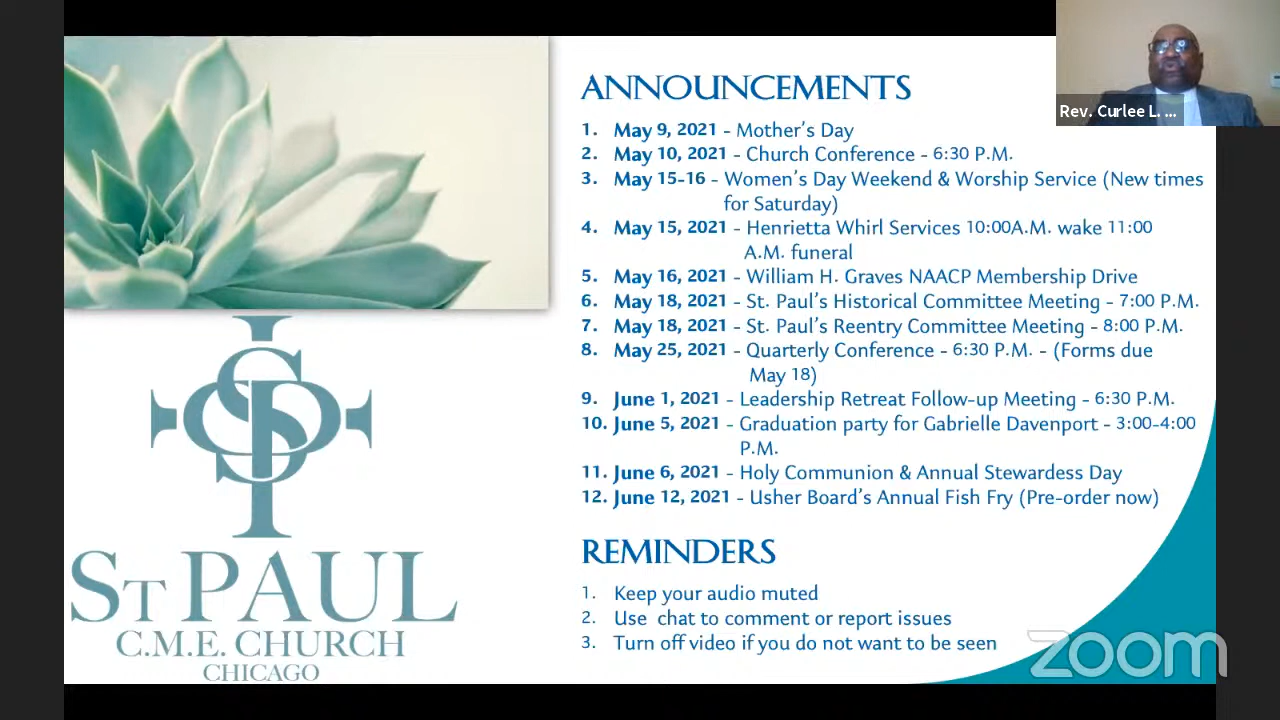 ANNOUNCEMENTS
1. May 9, 2021 - Mother's Day
2. May 10, 2021 - Church Conference - 6:30 P.M.
3. May 15-16 - Women's Day Weekend & Worship Service (New times
for Saturday)
4. May 15, 2021 - Henrietta Whirl Services 10:00A.M. wake 11:00
A.M. funeral
5. May 16, 2021 - William H. Graves NAACP Membership Drive
6. May 18, 2021 - St. Paul's Historical Committee Meeting - 7:00 P.M.
7. May 18, 2021 - St. Paul's Reentry Committee Meeting - 8:00 P.M.
8. May 25, 2021 - Quarterly Conference - 6:30 P.M. - (Forms due
May 18)
9. June 1, 2021 - Leadership Retreat Follow-up Meeting - 6:30 P.M.
10. June 5, 2021 - Graduation party for Gabrielle Davenport - 3:00-4:00
P.M.
11. June 6, 2021 - Holy Communion & Annual Stewardess Day
12. June 12, 2021 - Usher Board's Annual Fish Fry (Pre-order now)
REMINDERS
1. Keep your audio muted
2. Use chat to comment or report issues
3. Turn off video if you do not want to be seen
ST PAUL
C.M.E. CHURCH
CHICAGO
Rev. Curlee L. ...
zoom